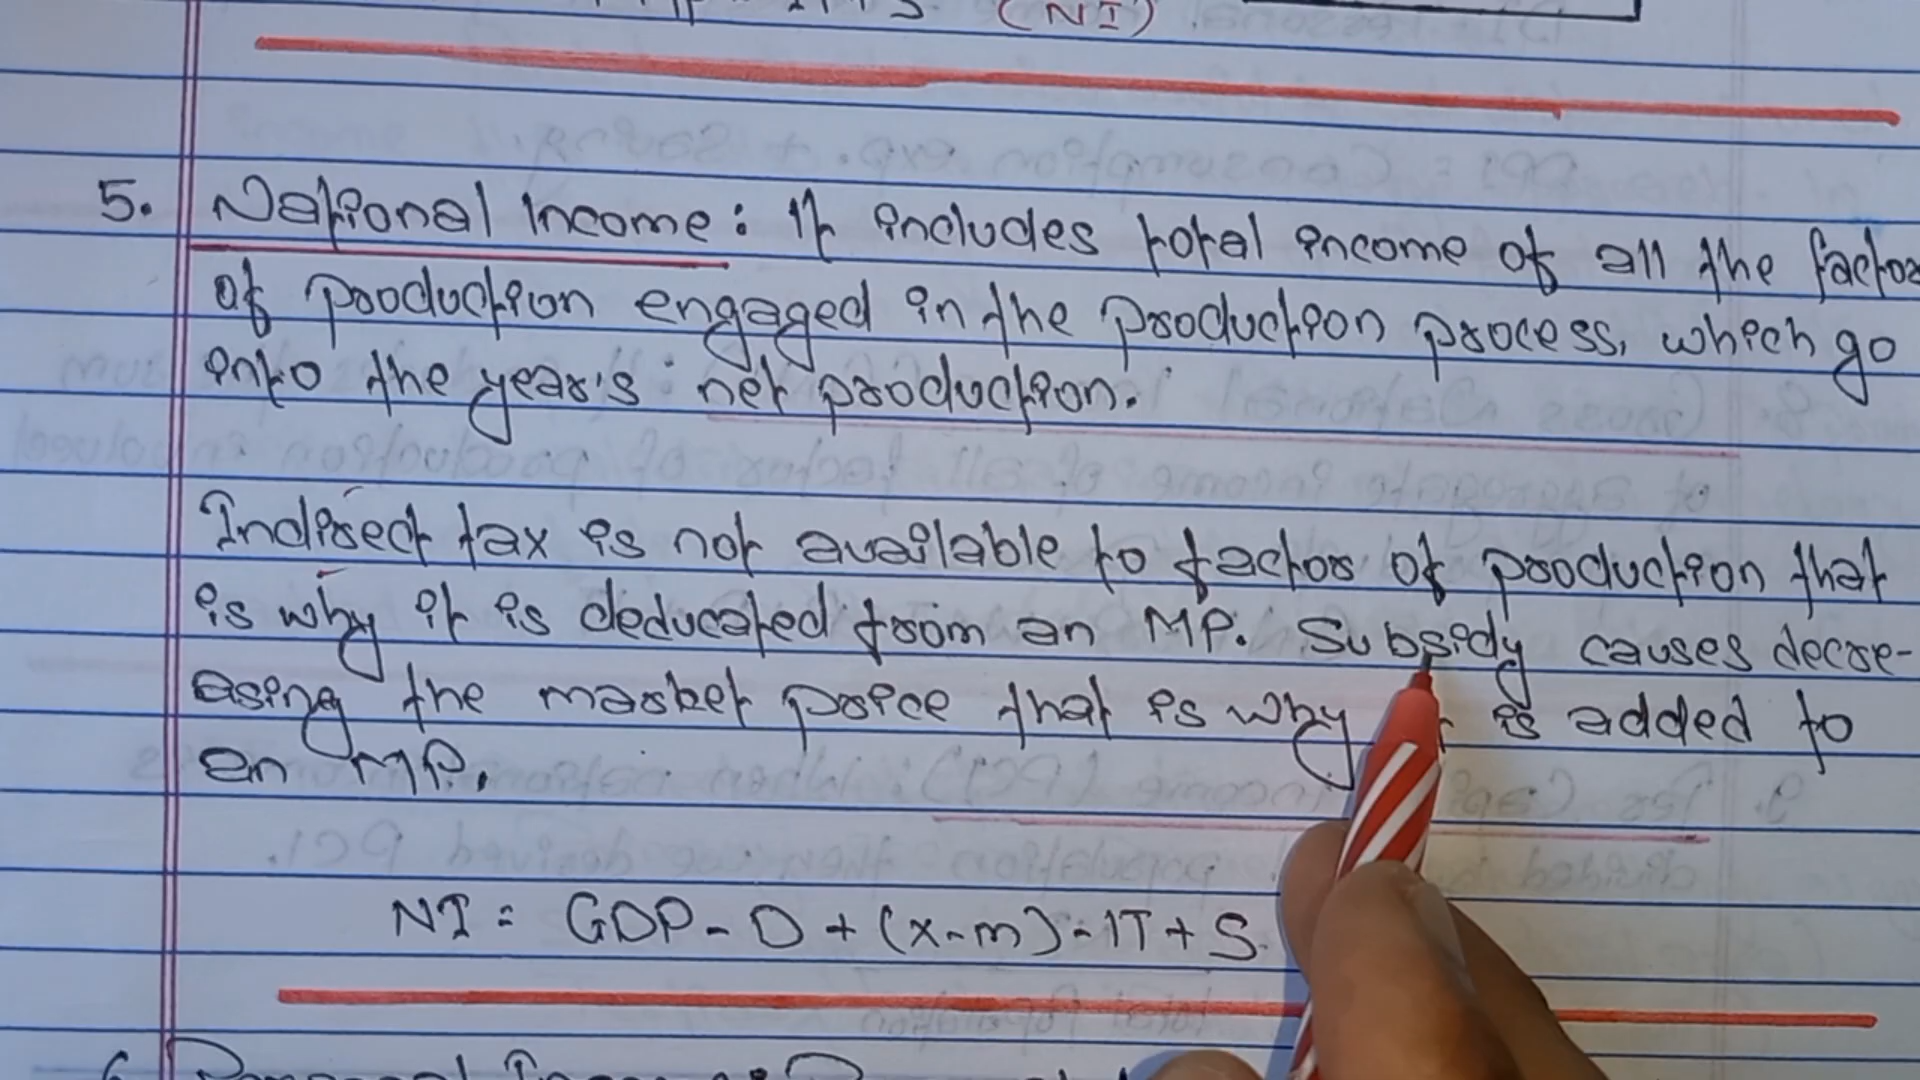 (NI)
5. National Income: It includes total income of all the factor
of production engaged in the production process, which go
into the year's net production.
Indirect tax is not available to factor of production that
is why it is deducated from an MP. Subsidy causes decre-
asing the market price that is why is added to
an MP.
NI = GDP - D + (x-m) - IT + S.
6.